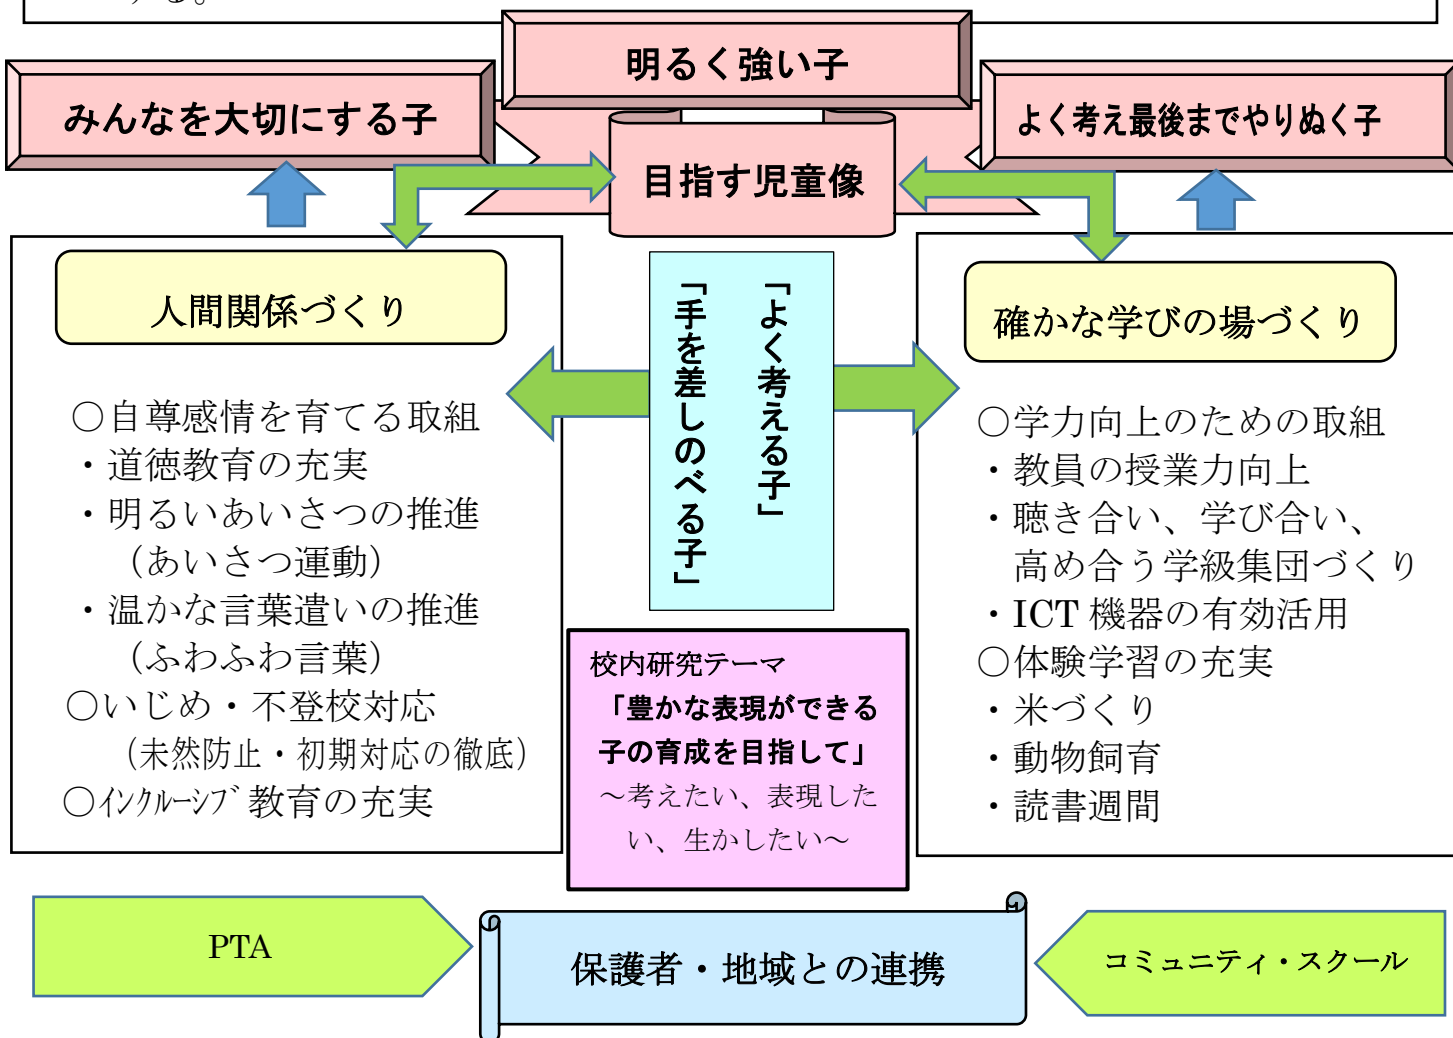 する。
明るく強い子
みんなを大切にする子
よく考え最後までやりぬく子
目指す児童像
人間関係づくり
○自尊感情を育てる取組
・道徳教育の充実
・明るいあいさつの推進
（あいさつ運動）
・温かな言葉遣いの推進
（ふわふわ言葉）
○いじめ・不登校対応
（未然防止・初期対応の徹底）
○インクルーシブ教育の充実
「よく考える子」
「手を差しのべる子」
校内研究テーマ
「豊かな表現ができる
子の育成を目指して」
～考えたい、表現した
い、生かしたい～
確かな学びの場づくり
○学力向上のための取組
・教員の授業力向上
・聴き合い、学び合い、
高め合う学級集団づくり
・ICT 機器の有効活用
○体験学習の充実
・米づくり
・動物飼育
・読書週間
PTA
保護者・地域との連携
コミュニティ・スクール